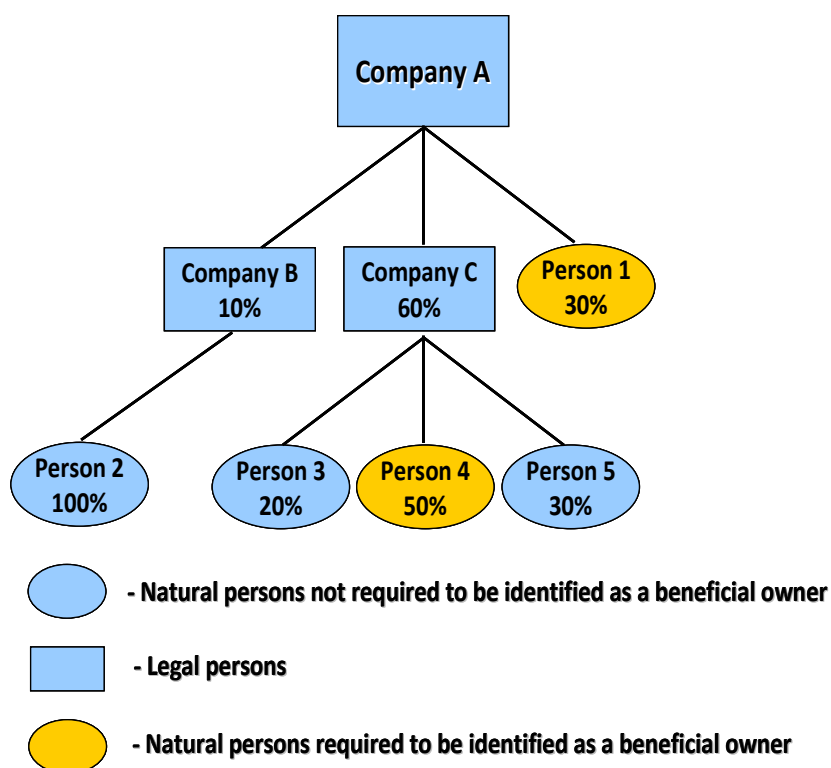 Company A
Company B
10%
Company C
60%
Person 1
30%
Person 2
100%
Person 3
20%
Person 4
50%
Person 5
30%
- Natural persons not required to be identified as a beneficial owner
- Legal persons
- Natural persons required to be identified as a beneficial owner